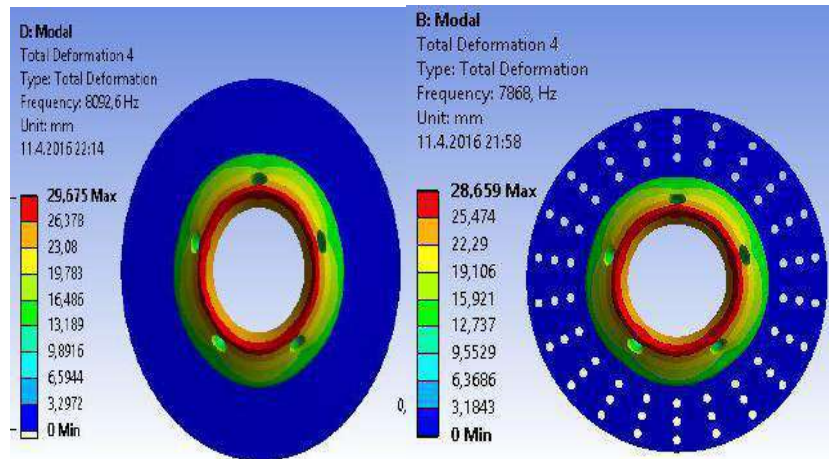 D: Modal
Total Deformation 4
Type: Total Deformation
Frequency: 8092,6 Hz
Unit: mm
11.4.2016 22:14
29,675 Max
26,378
23,08
19,783
16,486
13,189
9,8916
6,5944
3,2972
0 Min
0,
B: Modal
Total Deformation 4
Type: Total Deformation
Frequency: 7868, Hz
Unit: mm
11.4.2016 21:58
28,659 Max
25,474
22,29
19,106
15,921
12,737
9,5529
6,3686
3,1843
0 Min